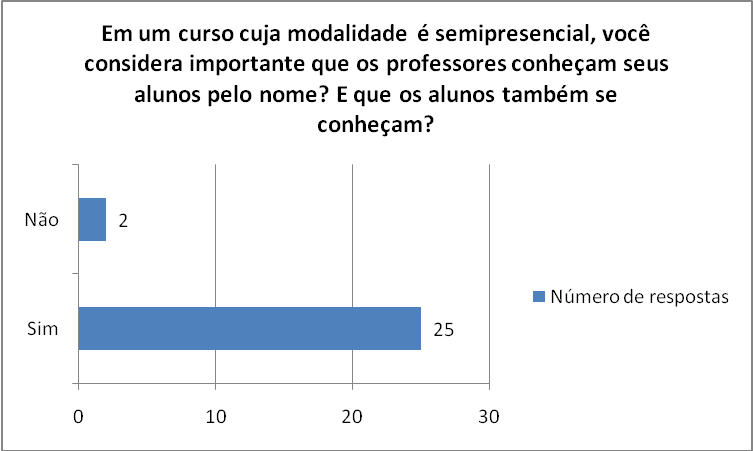 Em um curso cuja modalidade é semipresencial, você
considera importante que os professores conheçam seus
alunos pelo nome? E que os alunos também se
conheçam?
Não
2
Sim
25
Número de respostas
0 10 20 30